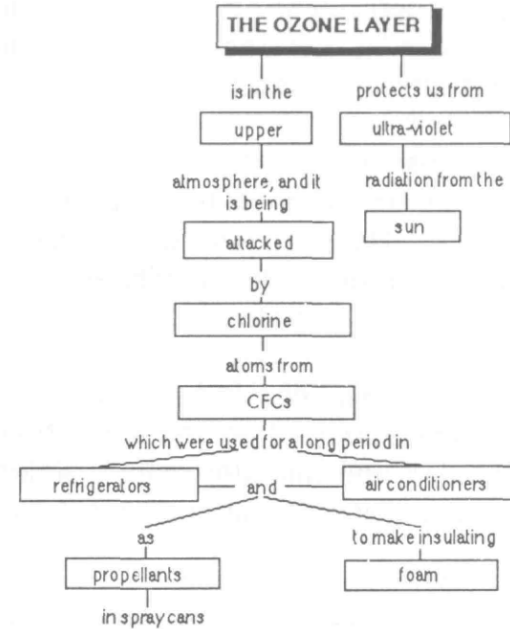 THE OZONE LAYER
is in the
protects us from
upper
ultra-violet
atmosphere, and it
is being
radiation from the
attacked
sun
by
chlorine
atoms from
CFCs
which were used for a long period in
refrigerators
and
air conditioners
as
to make insulating
propellants
foam
in spray cans